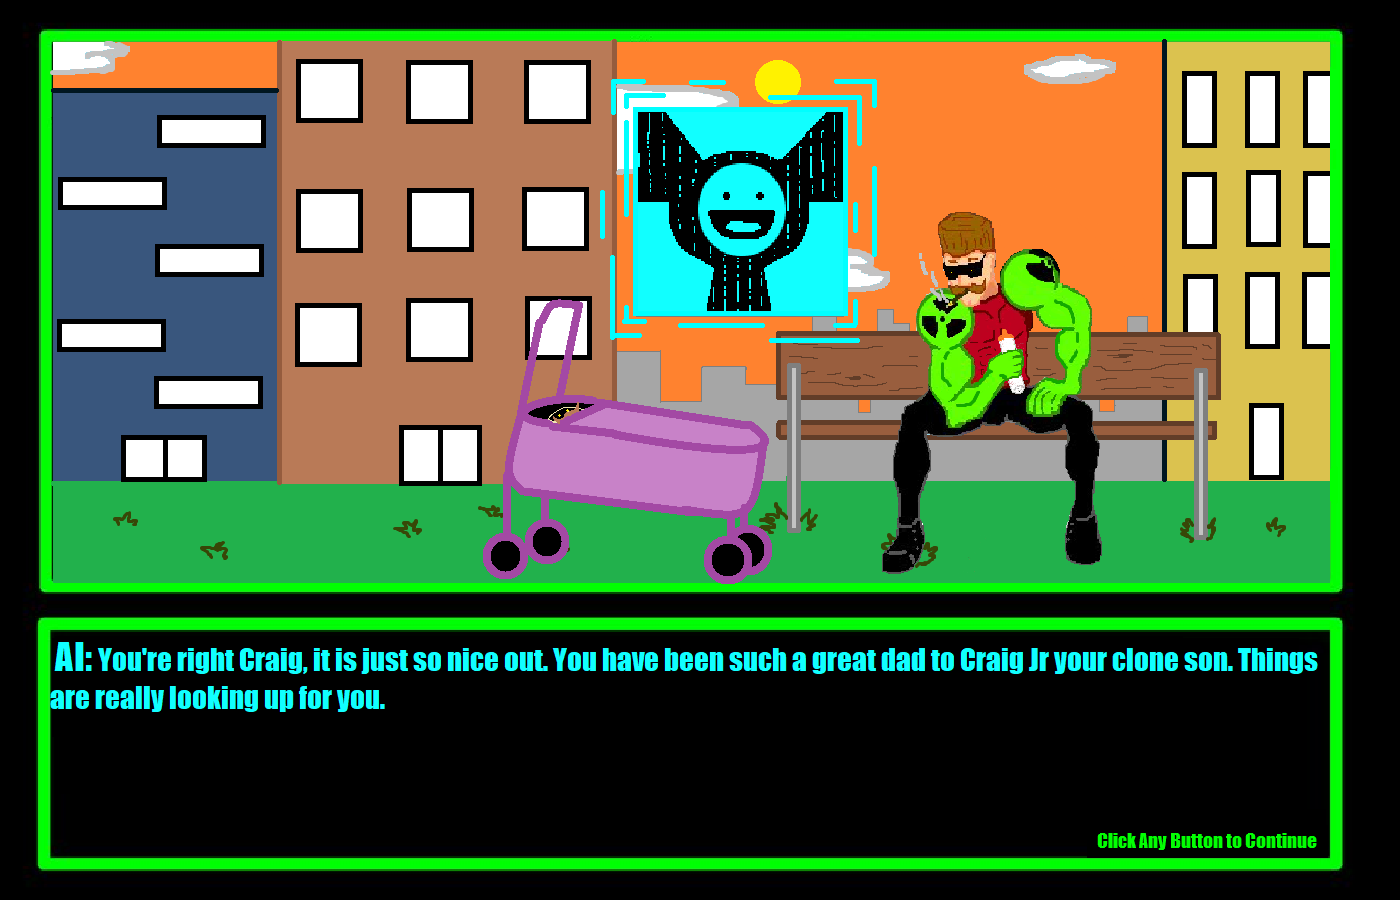 AI: You're right Craig, it is just so nice out. You have been such a great dad to Craig Jr your clone son. Things
are really looking up for you.
Click Any Button to Continue